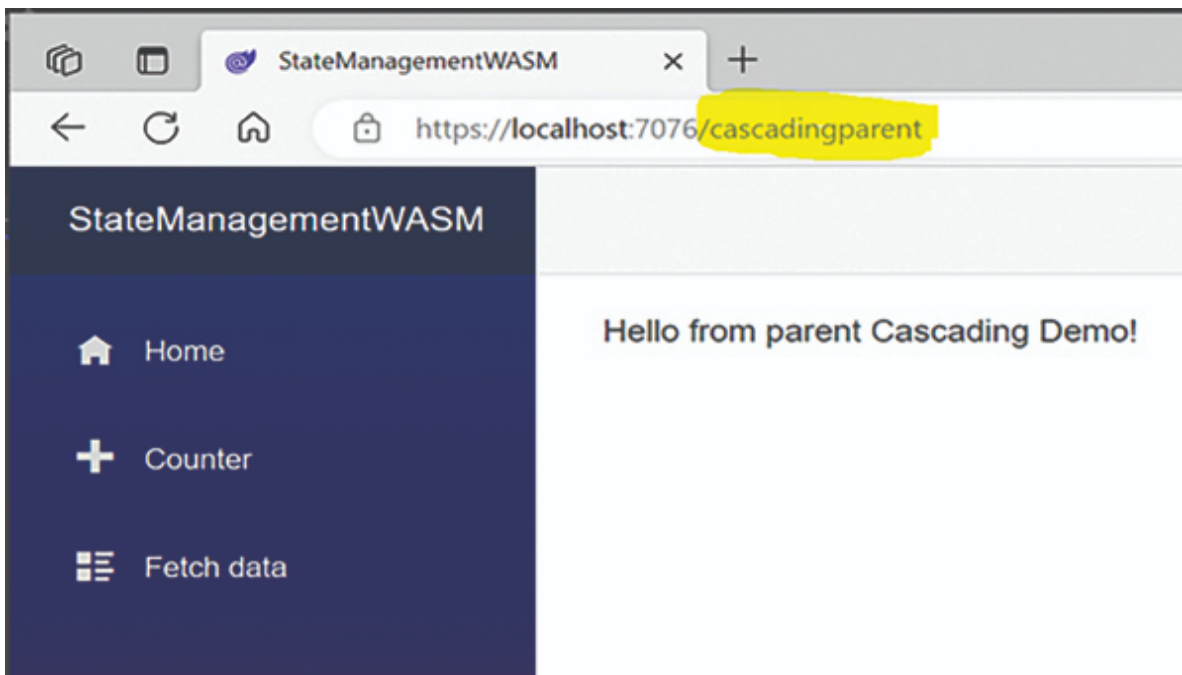 StateManagementWASM
https://localhost:7076/cascadingparent
StateManagementWASM
Hello from parent Cascading Demo!
Home
Counter
Fetch data